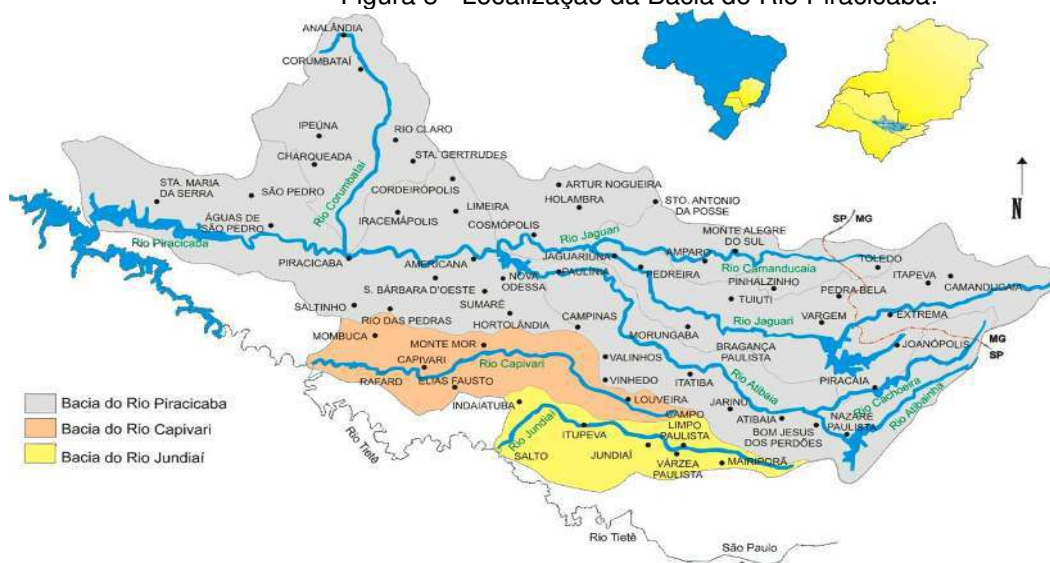 Figura 3 - Localização da Bacia do Rio Piracicaba.
ANALÂNDIA
CORUMBATAÍ
IPEÚNA
RIO CLARO
CHARQUEADA
STA. GERTRUDES
Rio Corumbataí
CORDEIRÓPOLIS
STA. MARIA
DA SERRA
SÃO PEDRO
ÁGUAS DE
SÃO PEDRO
IRACEMÁPOLIS
LIMEIRA
ARTUR NOGUEIRA
HOLAMBRA
STO. ANTONIO
DA POSSE
COSMÓPOLIS
Rio Jaguari
SP
MG
N
Rio Piracicaba
PIRACICABA
AMERICANA
JAGUARIÚNA
PAULÍNIA
PEDREIRA
AMPARO
MONTE ALEGRE
DO SUL
Rio Camanducaia
TOLEDO
ITAPEVA
CAMANDUCAIA
NOVA
ODESSA
S. BÁRBARA D'OESTE
SUMARÉ
PINHALZINHO
TUIUTI
PEDRA BELA
SALTINHO
RIO DAS PEDRAS
HORTOLÂNDIA
CAMPINAS
MORUNGABA
Rio Jaguari
VARGEM
EXTREMA
MOMBUCA
MONTE MOR
BRAGANÇA
PAULISTA
JOANÓPOLIS
MG
SP
CAPIVARI
Rio Capivari
VALINHOS
RAFARD
ELIAS FAUSTO
VINHEDO
ITATIBA
Rio Atibaia
PIRACAIA
Rio Cachoeira
Rio Atibainha
INDAIATUBA
LOUVEIRA
JARINU
ATIBAIA
NAZARÉ
PAULISTA
BOM JESUS
DOS PERDÕES
CAMPO
LIMPO
PAULISTA
Rio Jundiaí
ITUPEVA
SALTO
JUNDIAÍ
VÁRZEA
PAULISTA
MAIRIPORÃ
Bacia do Rio Piracicaba
Bacia do Rio Capivari
Bacia do Rio Jundiaí
Rio Tietê
Rio Tietê
São Paulo